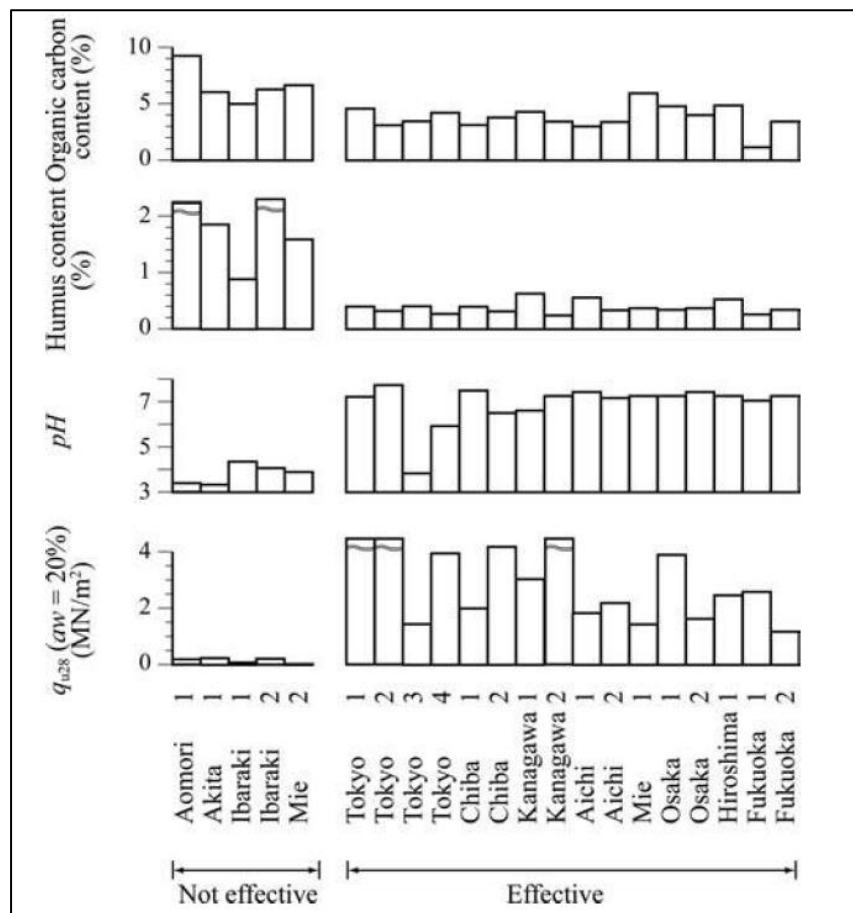 Organic carbon
content (%)
10
5
0
Humus content
(%)
2
1
0
pH
7
5
3
q_u28 (aw = 20%)
(MN/m²)
4
2
0
Aomori 1
Akita 1
Ibaraki 1
Ibaraki 2
Mie 2
Tokyo 1
Tokyo 2
Tokyo 3
Tokyo 4
Chiba 1
Chiba 2
Kanagawa 1
Kanagawa 2
Aichi 1
Aichi 2
Mie 1
Osaka 1
Osaka 2
Hiroshima 1
Fukuoka 1
Fukuoka 2
Not effective
Effective